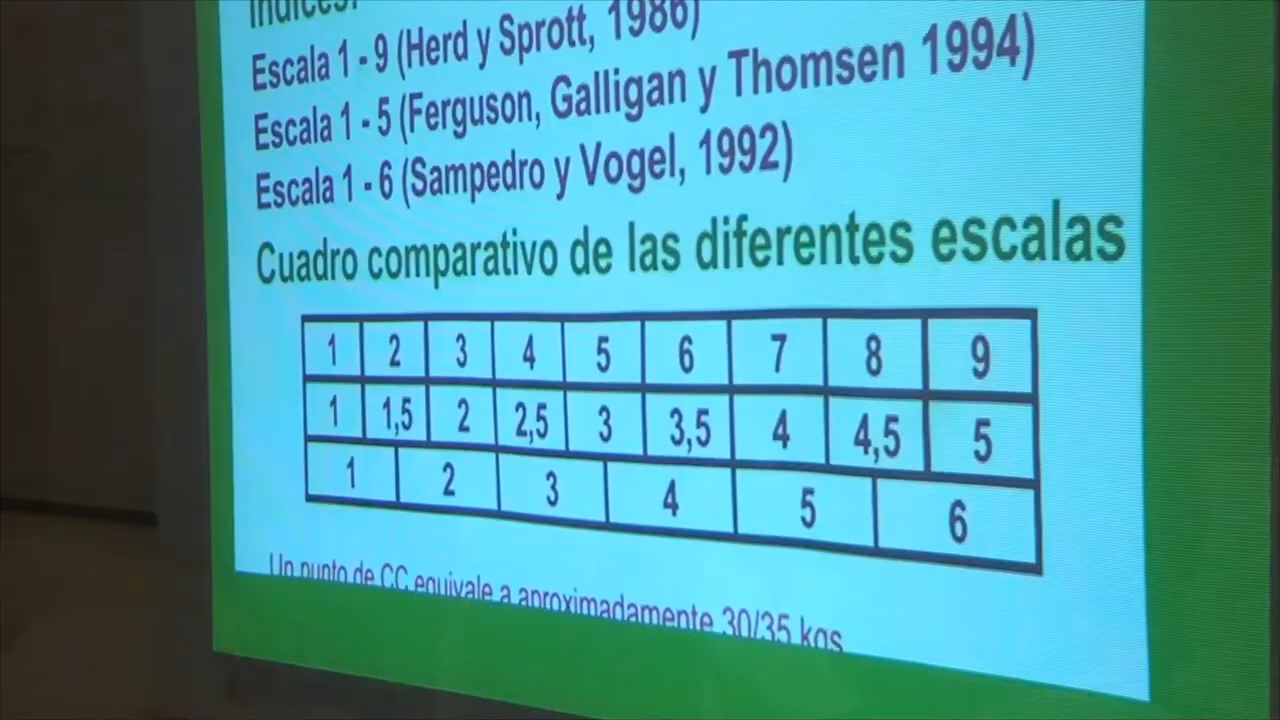 Índices:
Escala 1 - 9 (Herd y Sprott, 1986)
Escala 1 - 5 (Ferguson, Galligan y Thomsen 1994)
Escala 1 - 6 (Sampedro y Vogel, 1992)
Cuadro comparativo de las diferentes escalas
1 2 3 4 5 6 7 8 9
1 1,5 2 2,5 3 3,5 4 4,5 5
1 2 3 4 5 6
Un punto de CC equivale a aproximadamente 30/35 kgs